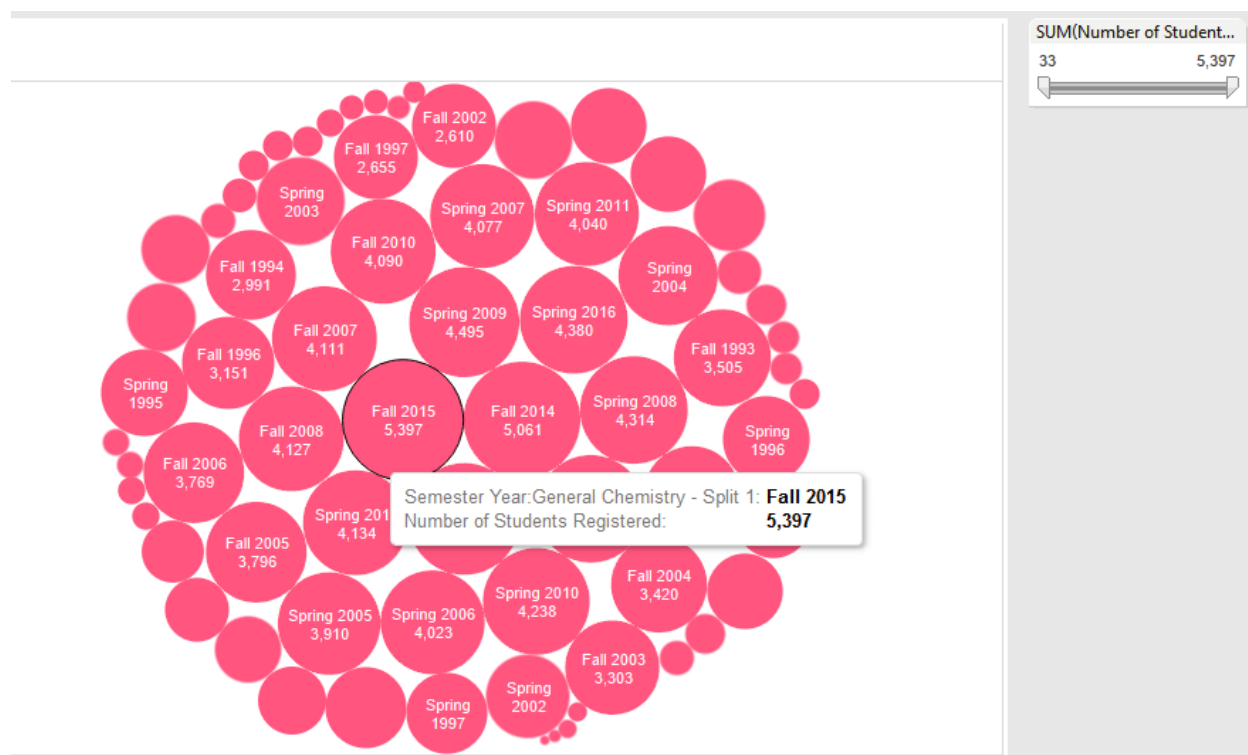 SUM(Number of Student...
33 5,397
Fall 2002
2,610
Fall 1997
2,655
Spring
2003
Spring 2007
4,077
Spring 2011
4,040
Fall 2010
4,090
Fall 1994
2,991
Spring
2004
Spring 2009
4,495
Spring 2016
4,380
Fall 2007
4,111
Fall 1996
3,151
Fall 1993
3,505
Spring
1995
Fall 2015
5,397
Fall 2014
5,061
Spring 2008
4,314
Fall 2008
4,127
Spring
1996
Fall 2006
3,769
Semester Year:General Chemistry - Split 1: Fall 2015
Number of Students Registered: 5,397
Spring
4,134
Fall 2005
3,796
Fall 2004
3,420
Spring 2010
4,238
Spring 2005
3,910
Spring 2006
4,023
Fall 2003
3,303
Spring
2002
Spring
1997